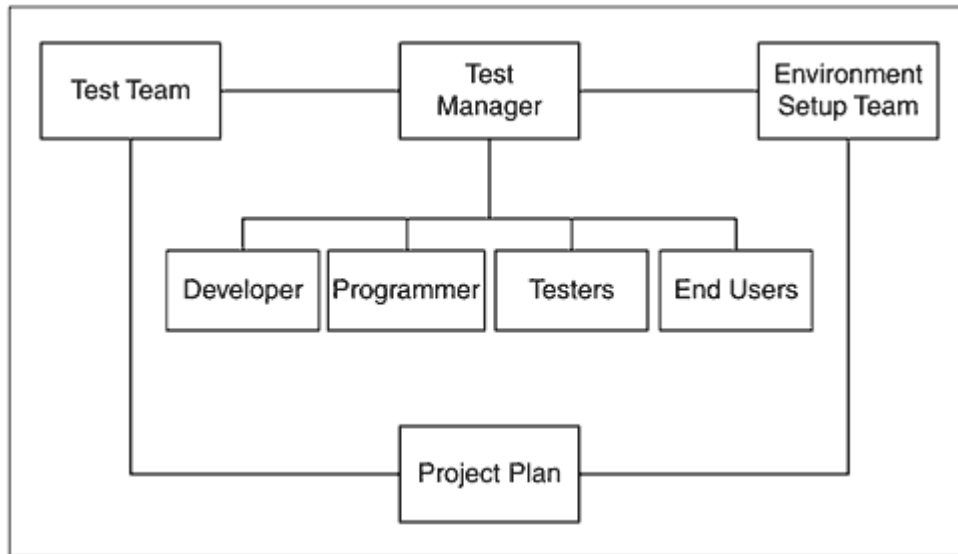 Test Team
Test
Manager
Environment
Setup Team
Developer
Programmer
Testers
End Users
Project Plan